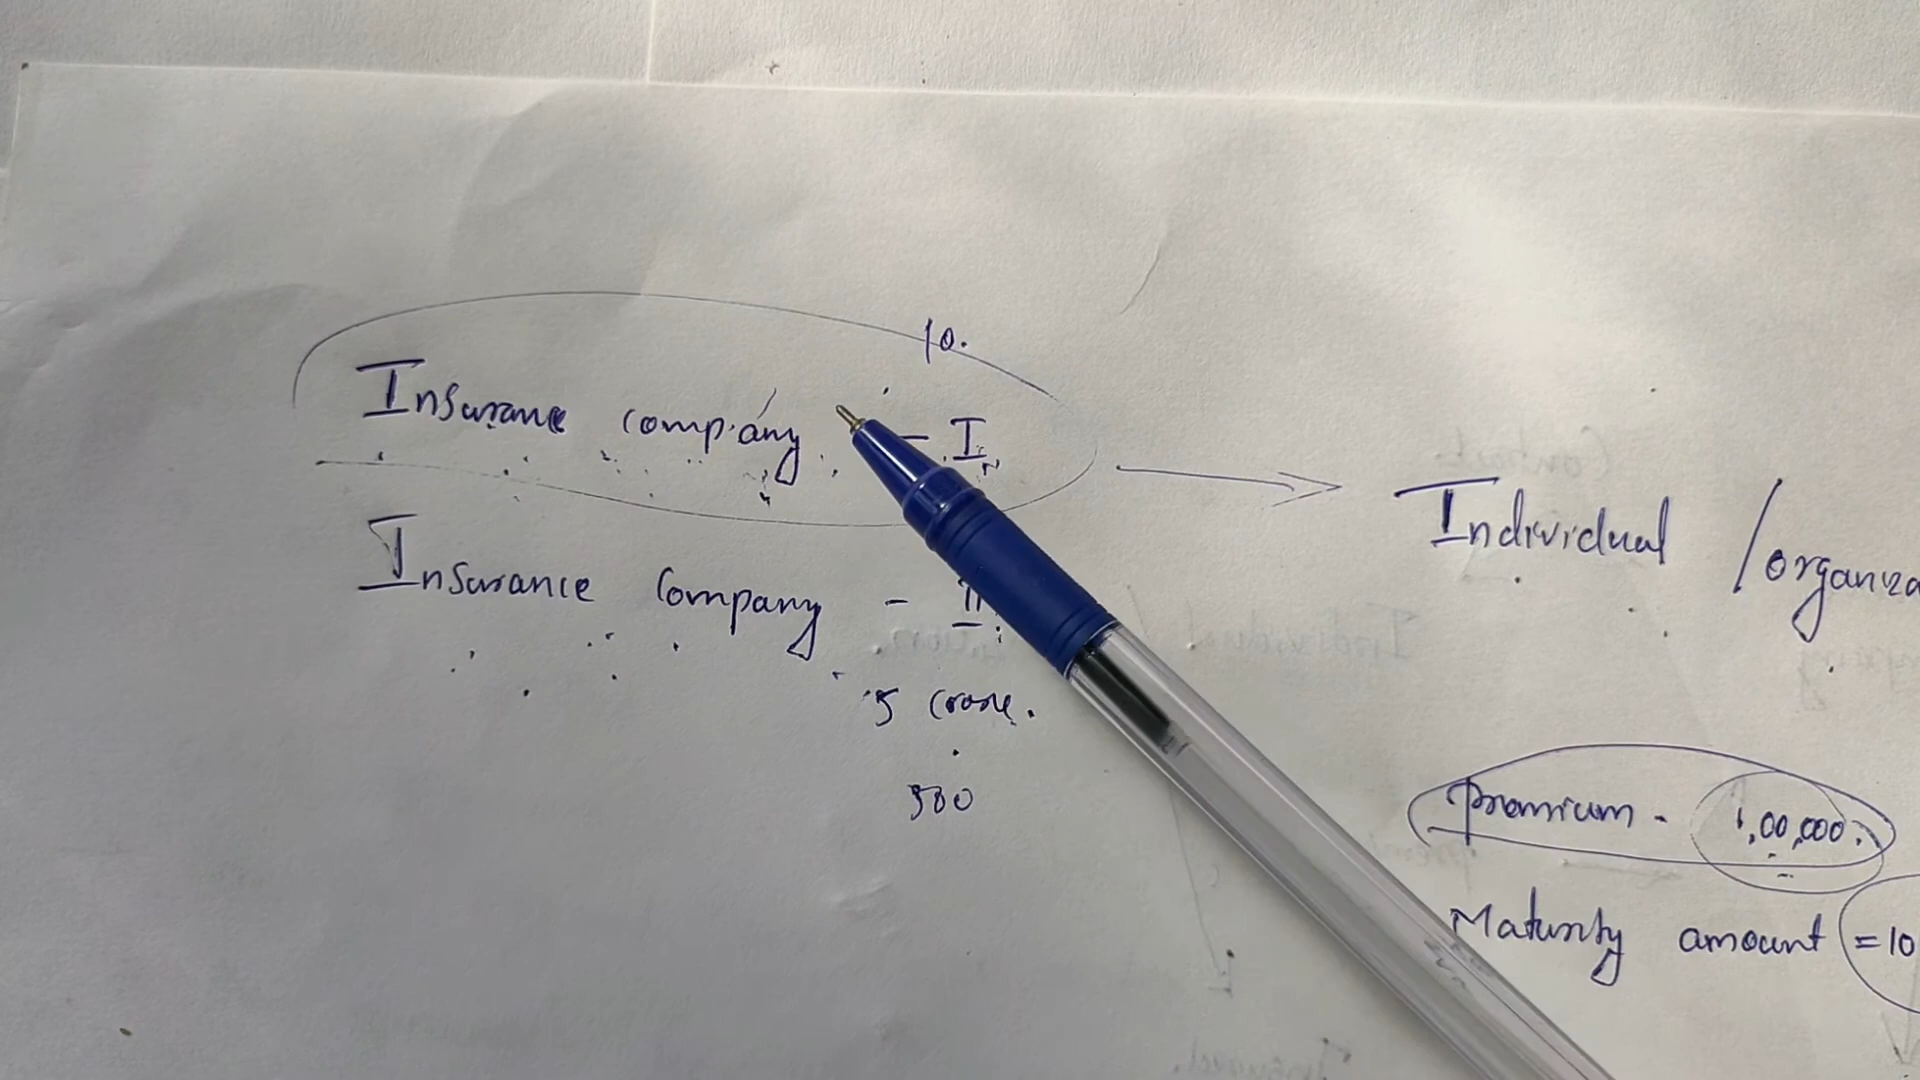 10.
Insurance company - I
Insurance Company - II
Individual / organiza
5 crore.
500
Premium - 1,00,000.
Maturity amount = 10